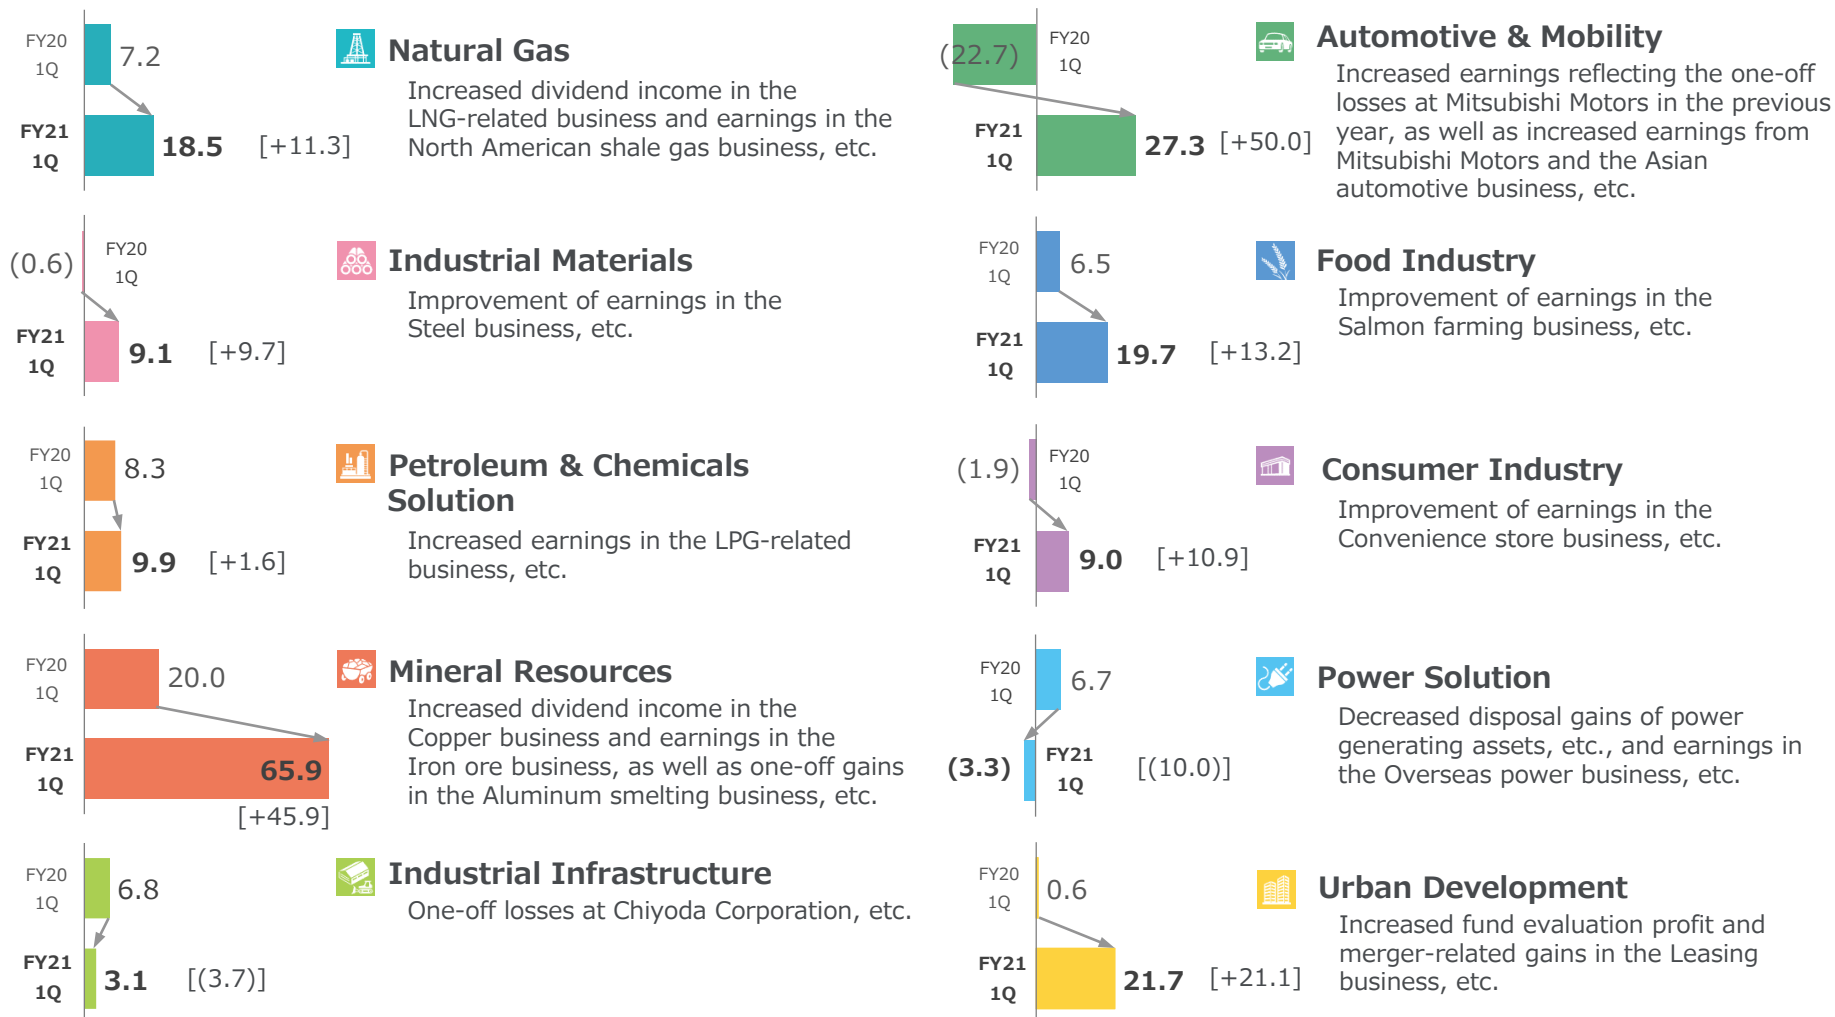 FY20
1Q
7.2
FY21
1Q
18.5
[+11.3]
Natural Gas
Increased dividend income in the
LNG-related business and earnings in the
North American shale gas business, etc.
(0.6)
FY20
1Q
FY21
1Q
9.1
[+9.7]
Industrial Materials
Improvement of earnings in the
Steel business, etc.
FY20
1Q
8.3
FY21
1Q
9.9
[+1.6]
Petroleum & Chemicals
Solution
Increased earnings in the LPG-related
business, etc.
FY20
1Q
20.0
FY21
1Q
65.9
[+45.9]
Mineral Resources
Increased dividend income in the
Copper business and earnings in the
Iron ore business, as well as one-off gains
in the Aluminum smelting business, etc.
FY20
1Q
6.8
FY21
1Q
3.1
[(3.7)]
Industrial Infrastructure
One-off losses at Chiyoda Corporation, etc.
(22.7)
FY20
1Q
FY21
1Q
27.3
[+50.0]
Automotive & Mobility
Increased earnings reflecting the one-off
losses at Mitsubishi Motors in the previous
year, as well as increased earnings from
Mitsubishi Motors and the Asian
automotive business, etc.
FY20
1Q
6.5
FY21
1Q
19.7
[+13.2]
Food Industry
Improvement of earnings in the
Salmon farming business, etc.
(1.9)
FY20
1Q
FY21
1Q
9.0
[+10.9]
Consumer Industry
Improvement of earnings in the
Convenience store business, etc.
FY20
1Q
6.7
(3.3)
FY21
1Q
[(10.0)]
Power Solution
Decreased disposal gains of power
generating assets, etc., and earnings in
the Overseas power business, etc.
FY20
1Q
0.6
FY21
1Q
21.7
[+21.1]
Urban Development
Increased fund evaluation profit and
merger-related gains in the Leasing
business, etc.